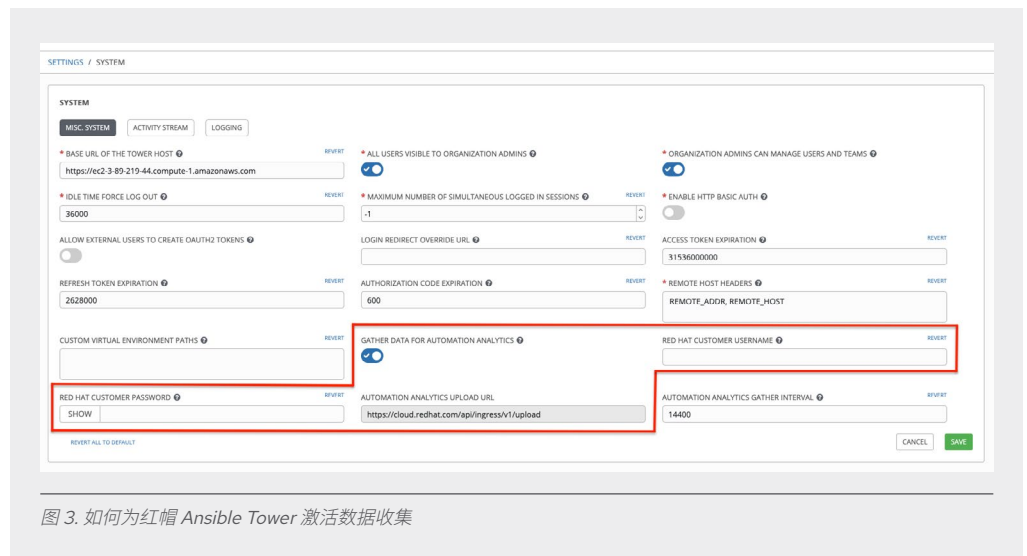 SETTINGS / SYSTEM
SYSTEM
MISC. SYSTEM ACTIVITY STREAM LOGGING
* BASE URL OF THE TOWER HOST REVERT * ALL USERS VISIBLE TO ORGANIZATION ADMINS * ORGANIZATION ADMINS CAN MANAGE USERS AND TEAMS
https://ec2-3-89-219-44.compute-1.amazonaws.com
* IDLE TIME FORCE LOG OUT REVERT * MAXIMUM NUMBER OF SIMULTANEOUS LOGGED IN SESSIONS REVERT * ENABLE HTTP BASIC AUTH
36000 -1
ALLOW EXTERNAL USERS TO CREATE OAUTH2 TOKENS LOGIN REDIRECT OVERRIDE URL REVERT ACCESS TOKEN EXPIRATION REVERT
31536000000
REFRESH TOKEN EXPIRATION REVERT AUTHORIZATION CODE EXPIRATION REVERT * REMOTE HOST HEADERS REVERT
2628000 600 REMOTE_ADDR, REMOTE_HOST
CUSTOM VIRTUAL ENVIRONMENT PATHS REVERT GATHER DATA FOR AUTOMATION ANALYTICS RED HAT CUSTOMER USERNAME REVERT
RED HAT CUSTOMER PASSWORD REVERT AUTOMATION ANALYTICS UPLOAD URL AUTOMATION ANALYTICS GATHER INTERVAL REVERT
SHOW https://cloud.redhat.com/api/ingress/v1/upload 14400
REVERT ALL TO DEFAULT CANCEL SAVE
图 3. 如何为红帽 Ansible Tower 激活数据收集